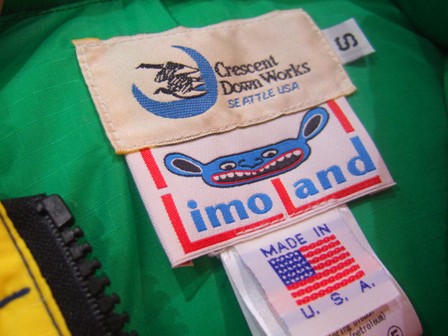 Crescent
Down Works
SEATTLE USA
S
Limoland
MADE IN
U. S. A.